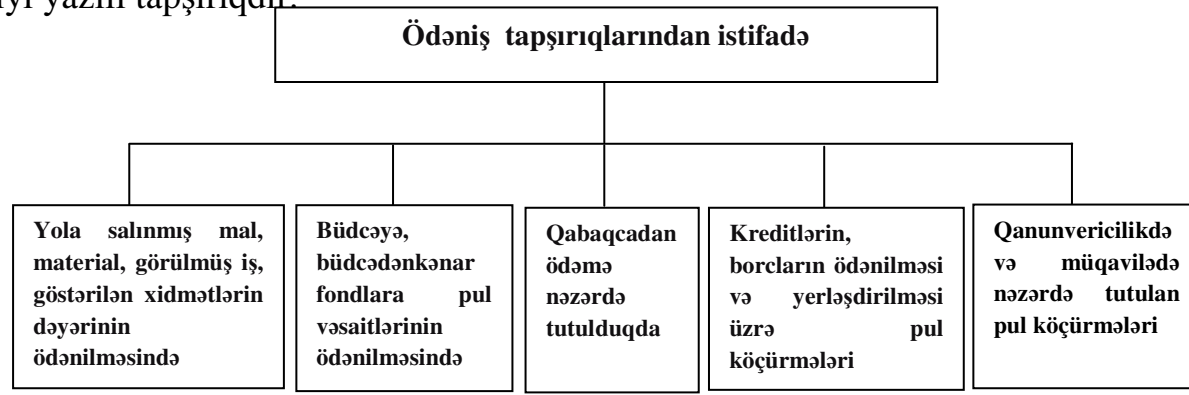 yazılı tapşırıqdır.
Ödəniş tapşırıqlarından istifadə
Yola salınmış mal,
material, görülmüş iş,
göstərilən xidmətlərin
dəyərinin
ödənilməsində
Büdcəyə,
büdcədənkənar
fondlara pul
vəsaitlərinin
ödənilməsində
Qabaqcadan
ödəmə
nəzərdə
tutulduqda
Kreditlərin,
borcların ödənilməsi
və yerləşdirilməsi
üzrə pul
köçürmələri
Qanunvericilikdə
və müqavilədə
nəzərdə tutulan
pul köçürmələri